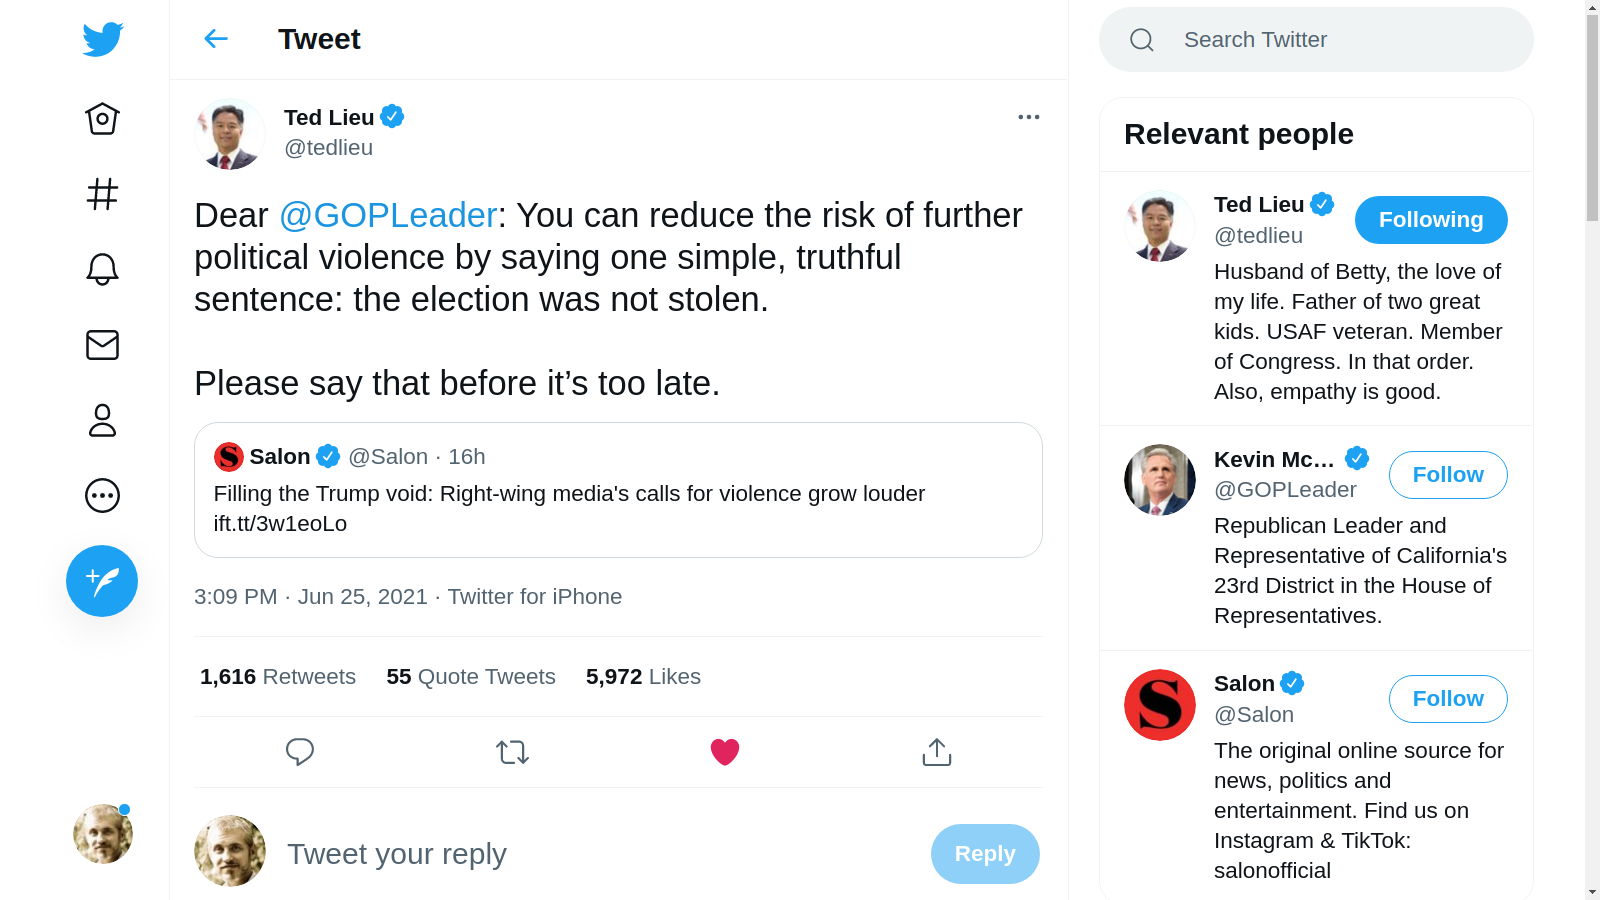 Tweet
Ted Lieu
@tedlieu
Dear @GOPLeader: You can reduce the risk of further
political violence by saying one simple, truthful
sentence: the election was not stolen.
Please say that before it’s too late.
Salon @Salon · 16h
Filling the Trump void: Right-wing media's calls for violence grow louder
ift.tt/3w1eoLo
3:09 PM · Jun 25, 2021 · Twitter for iPhone
1,616 Retweets 55 Quote Tweets 5,972 Likes
Tweet your reply
Reply
Search Twitter
Relevant people
Ted Lieu
@tedlieu
Following
Husband of Betty, the love of
my life. Father of two great
kids. USAF veteran. Member
of Congress. In that order.
Also, empathy is good.
Kevin Mc...
@GOPLeader
Follow
Republican Leader and
Representative of California's
23rd District in the House of
Representatives.
Salon
@Salon
Follow
The original online source for
news, politics and
entertainment. Find us on
Instagram & TikTok:
salonofficial